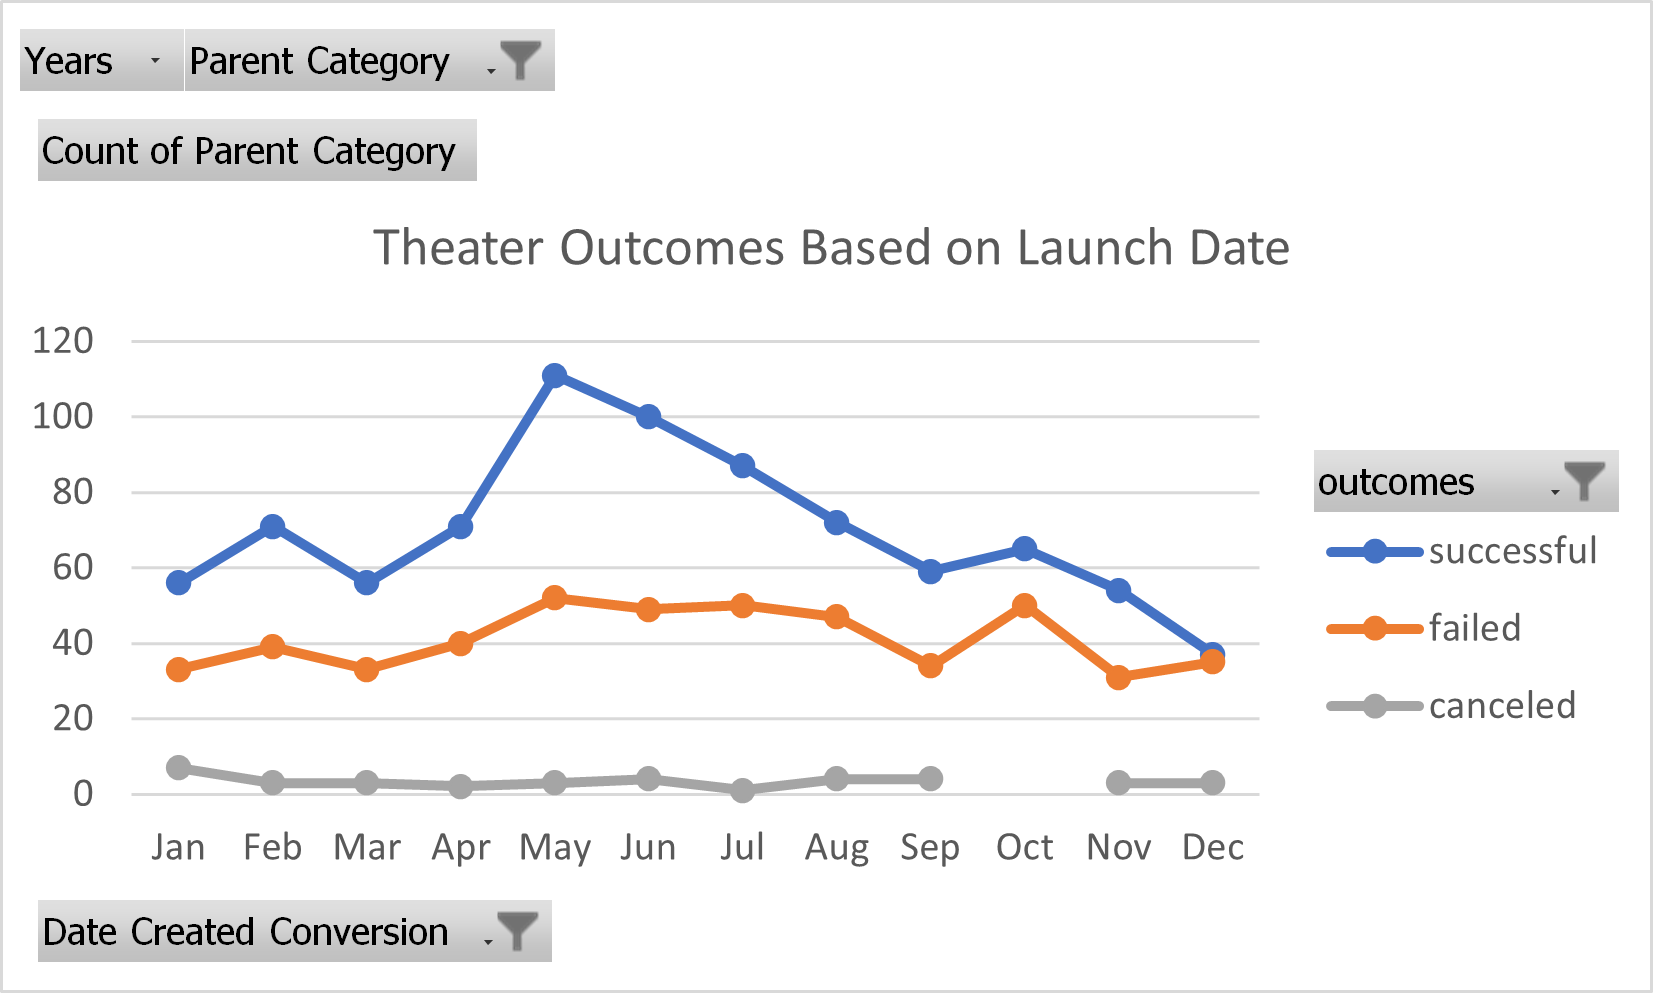 Years Parent Category
Count of Parent Category
Theater Outcomes Based on Launch Date
120
100
80
60
40
20
0
Jan Feb Mar Apr May Jun Jul Aug Sep Oct Nov Dec
outcomes
successful
failed
canceled
Date Created Conversion